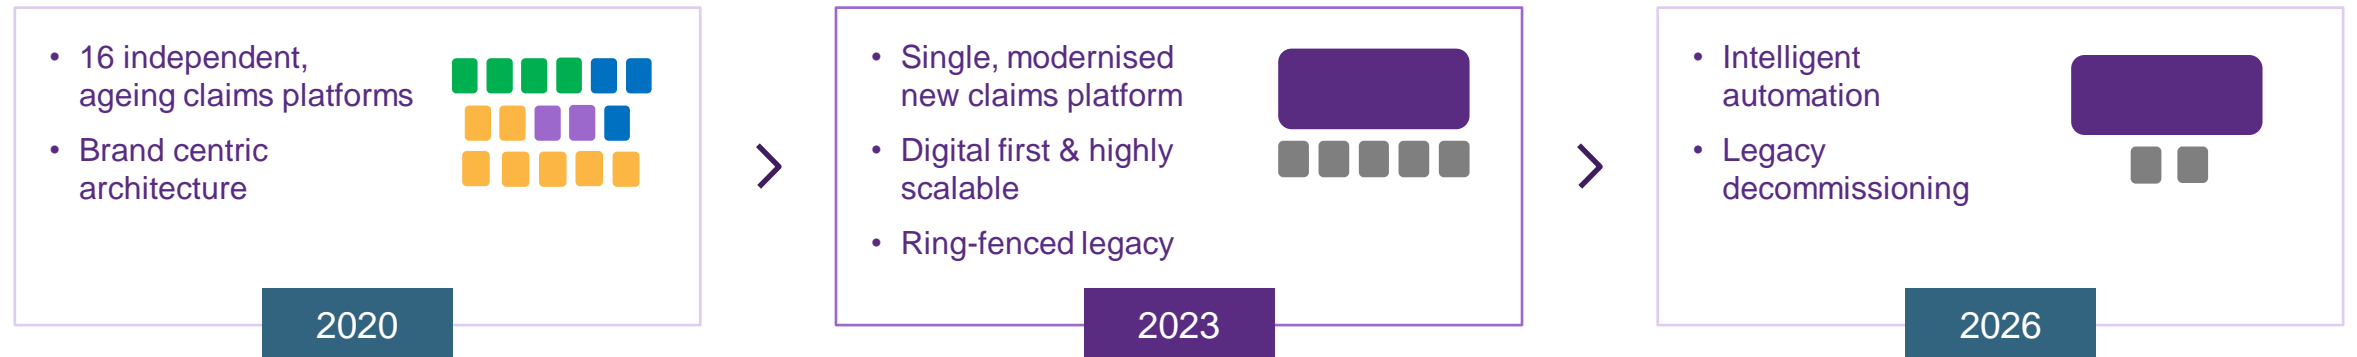 • 16 independent,
ageing claims platforms
• Brand centric
architecture
2020
• Single, modernised
new claims platform
• Digital first & highly
scalable
• Ring-fenced legacy
2023
• Intelligent
automation
• Legacy
decommissioning
2026